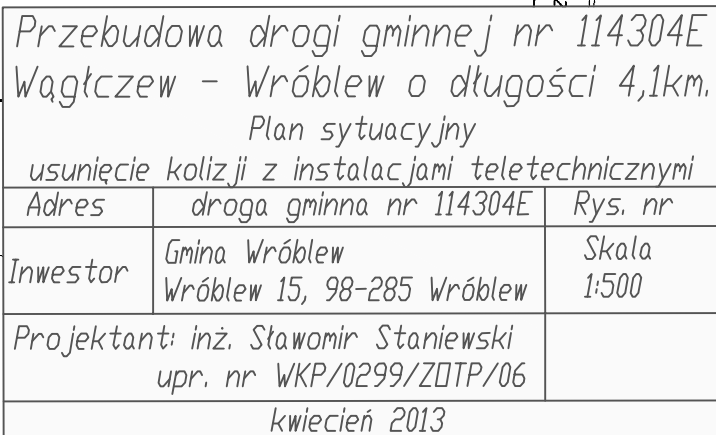 Przebudowa drogi gminnej nr 114304E
Wągłczew - Wróblew o długości 4,1km.
Plan sytuacyjny
usunięcie kolizji z instalacjami teletechnicznymi
Adres droga gminna nr 114304E Rys. nr
Inwestor
Gmina Wróblew
Wróblew 15, 98-285 Wróblew
Skala
1:500
Projektant: inż. Sławomir Staniewski
upr. nr WKP/0299/Z□TP/06
kwiecień 2013